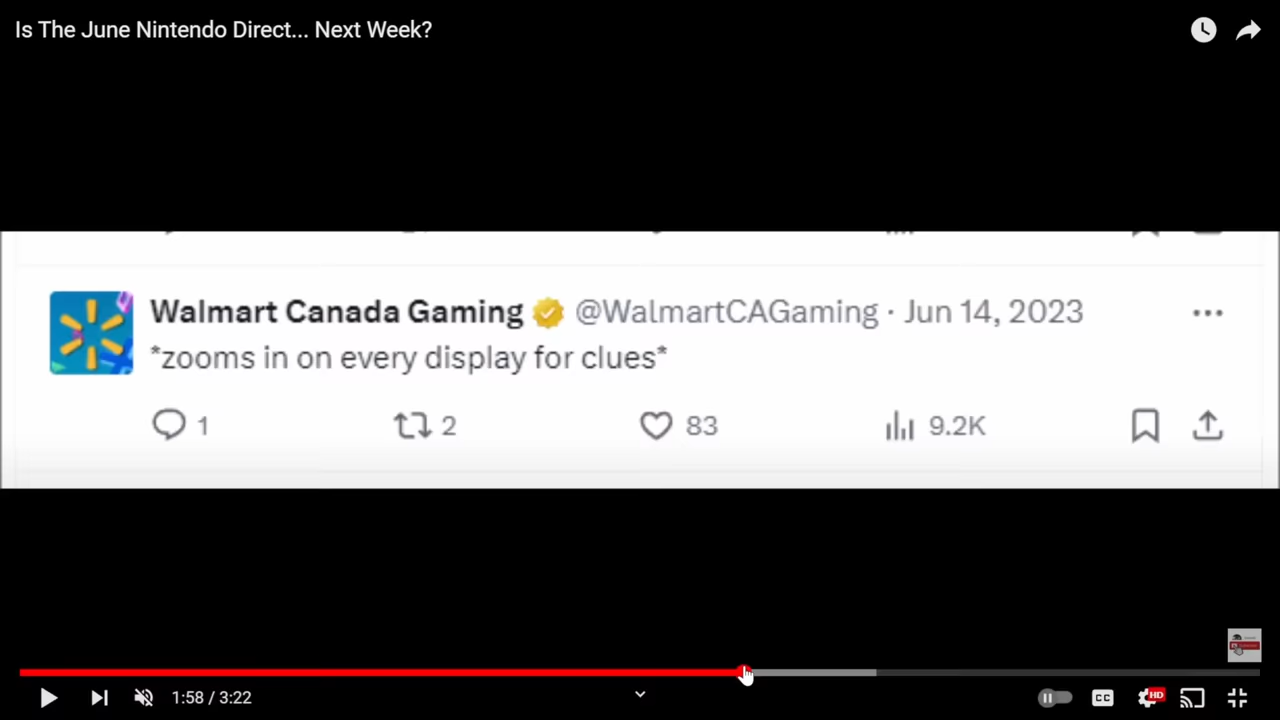 Is The June Nintendo Direct... Next Week?
Walmart Canada Gaming @WalmartCAGaming · Jun 14, 2023
*zooms in on every display for clues*
1 2 83 9.2K
1:58 / 3:22
CC HD